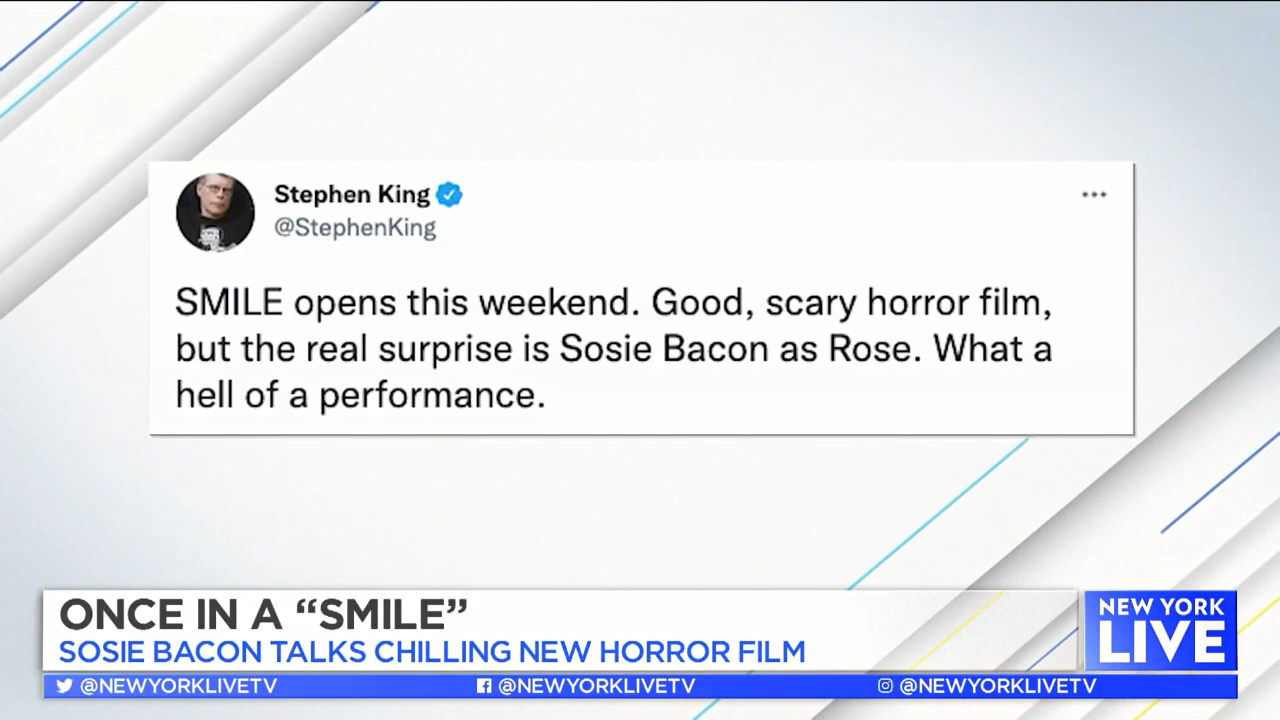 Stephen King
@StephenKing
SMILE opens this weekend. Good, scary horror film,
but the real surprise is Sosie Bacon as Rose. What a
hell of a performance.
ONCE IN A “SMILE”
SOSIE BACON TALKS CHILLING NEW HORROR FILM
NEW YORK
LIVE
@NEWYORKLIVETV @NEWYORKLIVETV @NEWYORKLIVETV